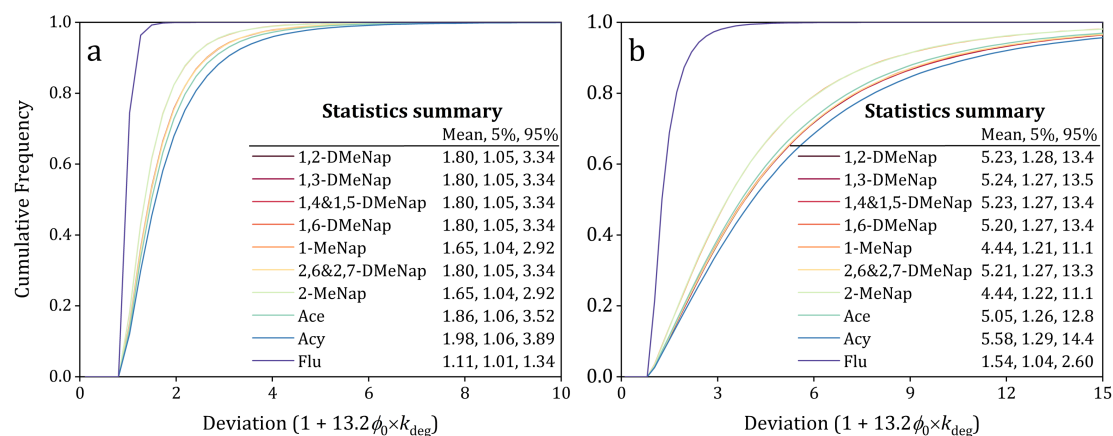 a
Cumulative Frequency
1.0
0.8
0.6
0.4
0.2
0.0
0
2
4
6
8
10
Deviation (1 + 13.2ϕ₀×k_deg)
Statistics summary
Mean, 5%, 95%
1,2-DMeNap 1.80, 1.05, 3.34
1,3-DMeNap 1.80, 1.05, 3.34
1,4&1,5-DMeNap 1.80, 1.05, 3.34
1,6-DMeNap 1.80, 1.05, 3.34
1-MeNap 1.65, 1.04, 2.92
2,6&2,7-DMeNap 1.80, 1.05, 3.34
2-MeNap 1.65, 1.04, 2.92
Ace 1.86, 1.06, 3.52
Acy 1.98, 1.06, 3.89
Flu 1.11, 1.01, 1.34
b
1.0
0.8
0.6
0.4
0.2
0.0
0
3
6
9
12
15
Deviation (1 + 13.2ϕ₀×k_deg)
Statistics summary
Mean, 5%, 95%
1,2-DMeNap 5.23, 1.28, 13.4
1,3-DMeNap 5.24, 1.27, 13.5
1,4&1,5-DMeNap 5.23, 1.27, 13.4
1,6-DMeNap 5.20, 1.27, 13.4
1-MeNap 4.44, 1.21, 11.1
2,6&2,7-DMeNap 5.21, 1.27, 13.3
2-MeNap 4.44, 1.22, 11.1
Ace 5.05, 1.26, 12.8
Acy 5.58, 1.29, 14.4
Flu 1.54, 1.04, 2.60